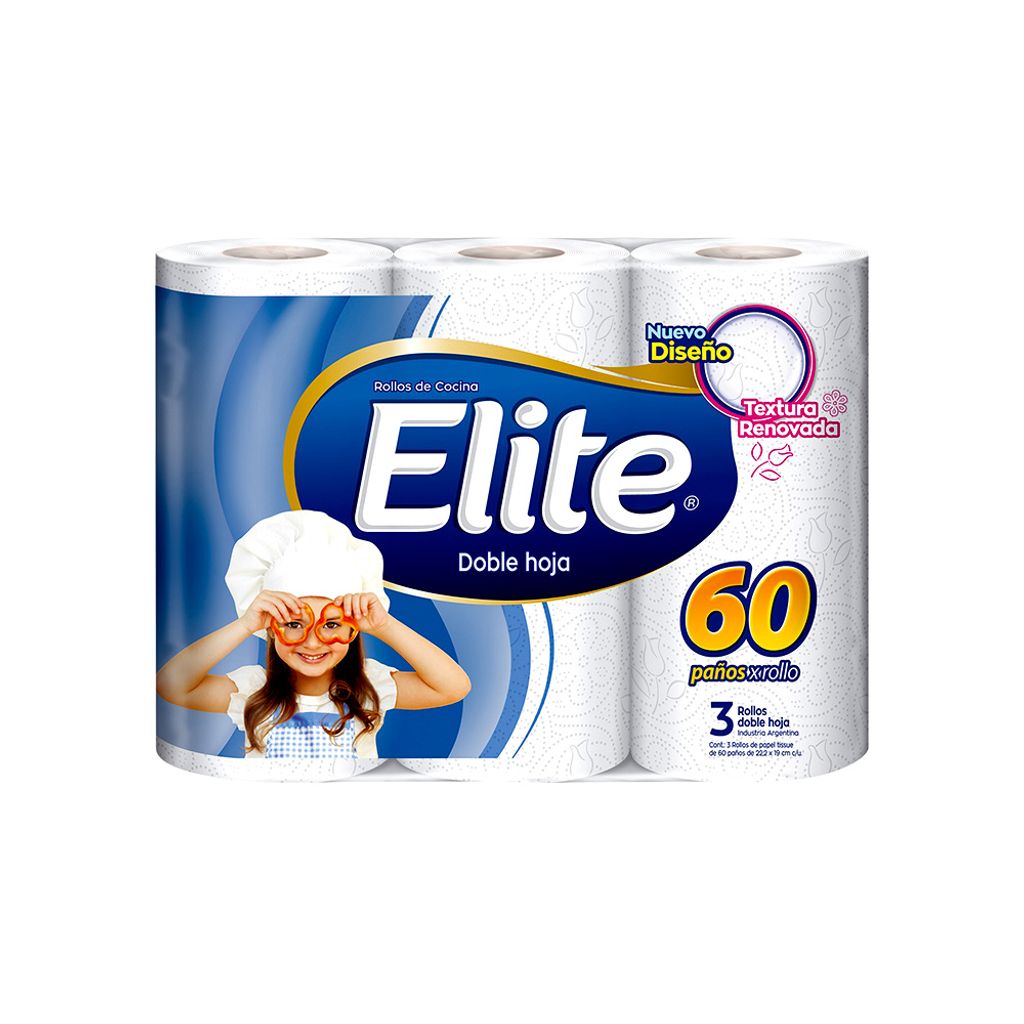 Nuevo
Diseño
Textura
Renovada
Rollos de Cocina
Elite®
Doble hoja
60
paños x rollo
3 Rollos
doble hoja
Industria Argentina
Cont.: 3 Rollos de papel tissue
de 60 paños de 22,2 x 19 cm c/u.